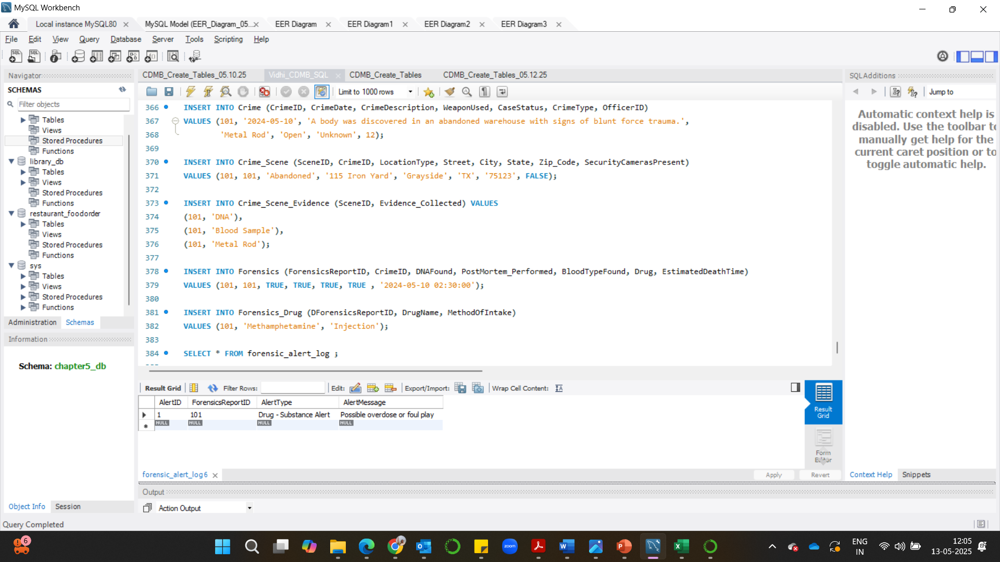 MySQL Workbench
Local instance MySQL80
MySQL Model (EER_Diagram_05...
EER Diagram
EER Diagram1
EER Diagram2
EER Diagram3
File Edit View Query Database Server Tools Scripting Help
Navigator
SCHEMAS
Filter objects
Tables
Views
Stored Procedures
Functions
library_db
Tables
Views
Stored Procedures
Functions
restaurant_foodorder
Tables
Views
Stored Procedures
Functions
sys
Tables
Views
Stored Procedures
Functions
Administration Schemas
Information
Schema: chapter5_db
Object Info Session
CDMB_Create_Tables_05.10.25
Vidhi_CDMB_SQL
CDMB_Create_Tables
CDMB_Create_Tables_05.12.25
Limit to 1000 rows
366 INSERT INTO Crime (CrimeID, CrimeDate, CrimeDescription, WeaponUsed, CaseStatus, CrimeType, OfficerID)
367 VALUES (101, '2024-05-10', 'A body was discovered in an abandoned warehouse with signs of blunt force trauma.',
368 'Metal Rod', 'Open', 'Unknown', 12);
369
370 INSERT INTO Crime_Scene (SceneID, CrimeID, LocationType, Street, City, State, Zip_Code, SecurityCamerasPresent)
371 VALUES (101, 101, 'Abandoned', '115 Iron Yard', 'Grayside', 'TX', '75123', FALSE);
372
373 INSERT INTO Crime_Scene_Evidence (SceneID, Evidence_Collected) VALUES
374 (101, 'DNA'),
375 (101, 'Blood Sample'),
376 (101, 'Metal Rod');
377
378 INSERT INTO Forensics (ForensicsReportID, CrimeID, DNAFound, PostMortem_Performed, BloodTypeFound, Drug, EstimatedDeathTime)
379 VALUES (101, 101, TRUE, TRUE, TRUE, TRUE , '2024-05-10 02:30:00');
380
381 INSERT INTO Forensics_Drug (DForensicsReportID, DrugName, MethodOfIntake)
382 VALUES (101, 'Methamphetamine', 'Injection');
383
384 SELECT * FROM forensic_alert_log ;
Result Grid Filter Rows: Edit: Export/Import: Wrap Cell Content:
AlertID ForensicsReportID AlertType AlertMessage
1 101 Drug - Substance Alert Possible overdose or foul play
NULL NULL NULL NULL
Result
Grid
Form
Editor
forensic_alert_log 6
Apply Revert
Output
Action Output
SQLAdditions
Jump to
Automatic context help is
disabled. Use the toolbar to
manually get help for the
current caret position or to
toggle automatic help.
Context Help Snippets
Query Completed
6
zoom
ENG
IN
12:05
13-05-2025